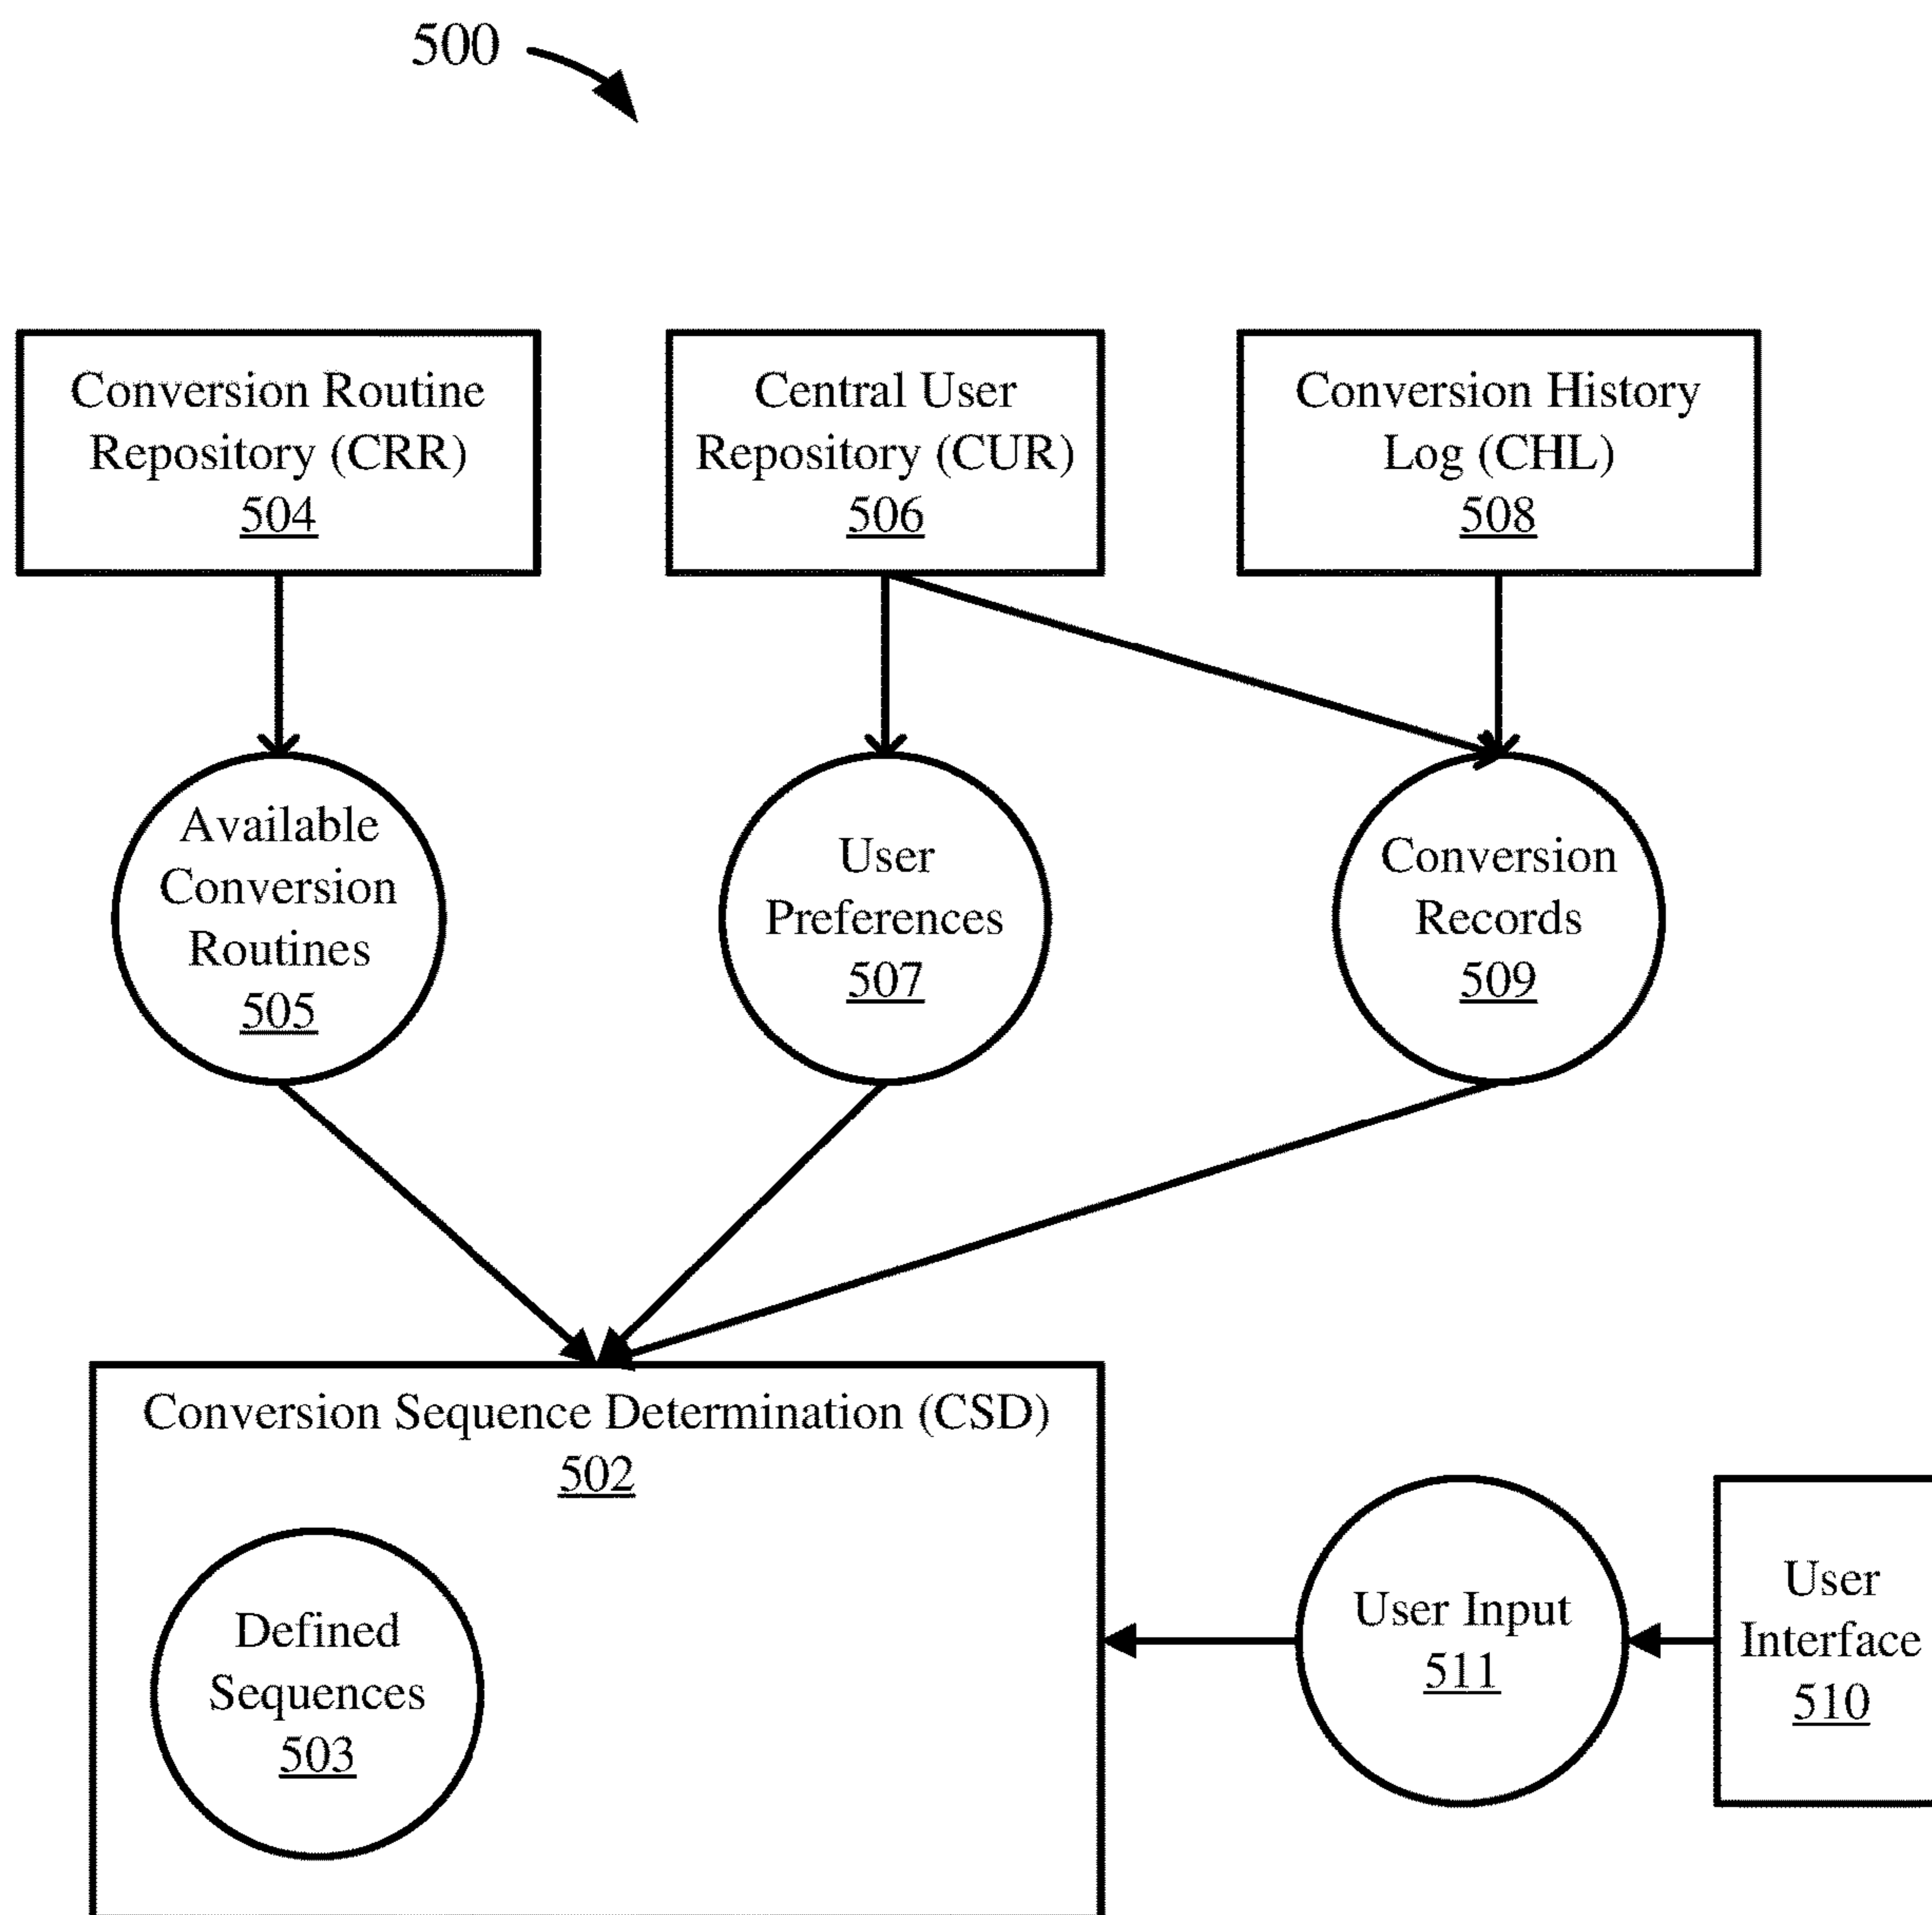 500
Conversion Routine
Repository (CRR)
504
Central User
Repository (CUR)
506
Conversion History
Log (CHL)
508
Available
Conversion
Routines
505
User
Preferences
507
Conversion
Records
509
Conversion Sequence Determination (CSD)
502
Defined
Sequences
503
User Input
511
User
Interface
510